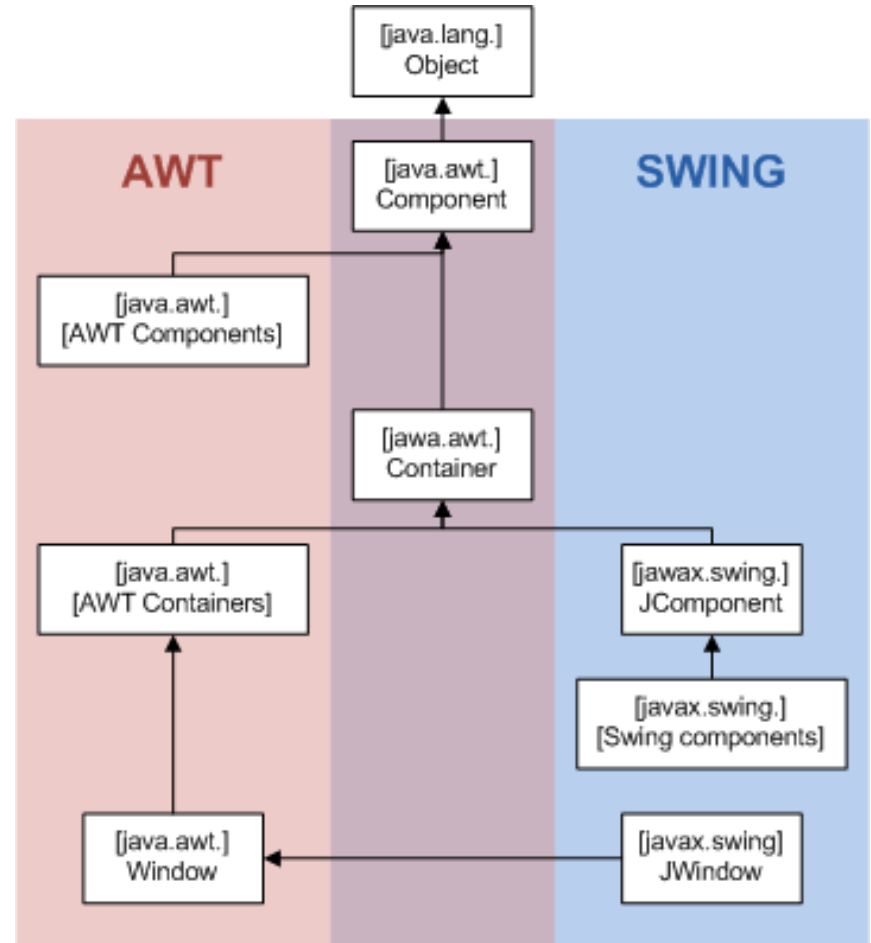 [java.lang.]
Object
AWT
SWING
[java.awt.]
Component
[java.awt.]
[AWT Components]
[jawa.awt.]
Container
[java.awt.]
[AWT Containers]
[jawax.swing.]
JComponent
[javax.swing.]
[Swing components]
[java.awt.]
Window
[javax.swing]
JWindow